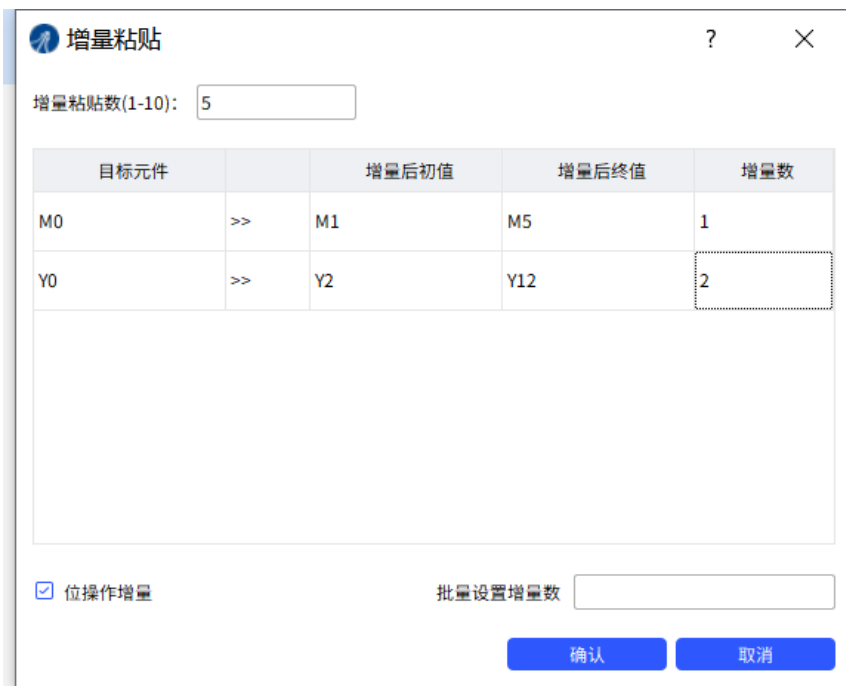 增量粘贴 ?
增量粘贴数(1-10): 5
目标元件 增量后初值 增量后终值 增量数
M0 >> M1 M5 1
Y0 >> Y2 Y12 2
位操作增量 批量设置增量数
确认 取消